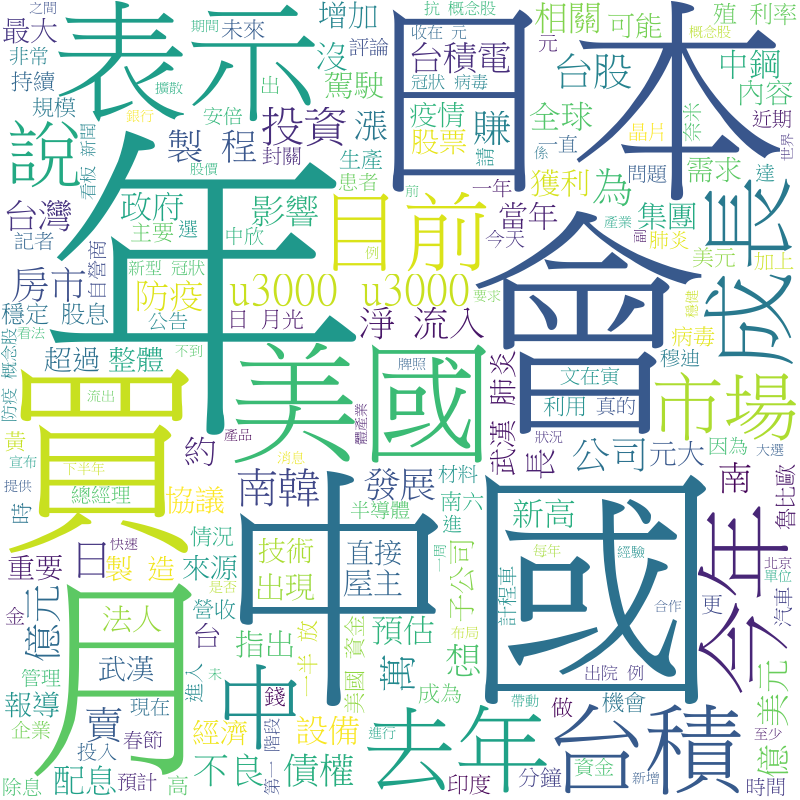 之間
期間
未來
增加
抗 概念股
相關
可能
殖 利率
最大
非常
持續
規模
表示
沒
評論
收在 元
台積電
元
中鋼
概念股
擴散
出
駕駛
冠狀 病毒
日本
台股
內容
安倍
疫情
全球
晶片
奈米
近期
銀行
投資
漲
股票
賺
請
一直
係
世界
說
看板 新聞
股價
製 程
封關
生產
患者
問題
需求
達
年
前
一年
獲利
為
台灣
政府
影響
目前
當年
集團
產業
副
成長
記者
主要
選
中欣
例
今天
肺炎
美元
加上
房市
自營商
新型 冠狀
防疫
u3000 u3000
會
要求
穩健
穩定 股息
公告
日 月光
淨 流入
病毒
看法
不到
超過
整體
牌照
文在寅
穆迪
防疫 概念股
流出
美國
武漢 肺炎
利用
真的
市場
買
產品
體產業
狀況
黃
宣布
下半年
約
消息
長
公司
元大
因為
大選
提供
總經理
協議
南韓
發展
材料
南六
南
魯比歐
時
情況
半導體
進
新高
重要
快速
日
製 造
來源
技術
直接
子公司
一間
每年
經驗
今年
北京
單位
中國
出現
屋主
計程車
汽車
金
億元
法人
是否
營收
台
指出
一半
放
預估
布局
合作
更
月
管理
武漢
進入
中
錢
美國 資金
萬
想
出院 例
億
美元
至少
報導
現在
賣
未
成為
帶動
做
機會
企業
投入
春節
經濟
階段
設備
進行
去年
台積
除息
配息
預計
高
不良
第一
債權
印度
分鐘
資金
新增
時間